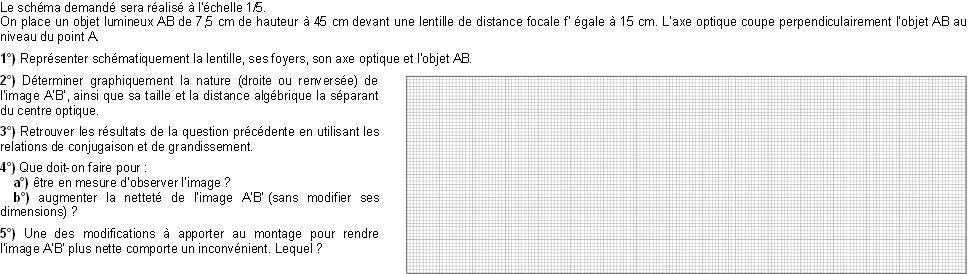 Le schéma demandé sera réalisé à l'échelle 1/5.
On place un objet lumineux AB de 7,5 cm de hauteur à 45 cm devant une lentille de distance focale f' égale à 15 cm. L'axe optique coupe perpendiculairement l'objet AB au
niveau du point A.
1°) Représenter schématiquement la lentille, ses foyers, son axe optique et l'objet AB.
2°) Déterminer graphiquement la nature (droite ou renversée) de
l'image A'B', ainsi que sa taille et la distance algébrique la séparant
du centre optique.
3°) Retrouver les résultats de la question précédente en utilisant les
relations de conjugaison et de grandissement.
4°) Que doit-on faire pour :
a°) être en mesure d'observer l'image ?
b°) augmenter la netteté de l'image A'B' (sans modifier ses
dimensions) ?
5°) Une des modifications à apporter au montage pour rendre
l'image A'B' plus nette comporte un inconvénient. Lequel ?